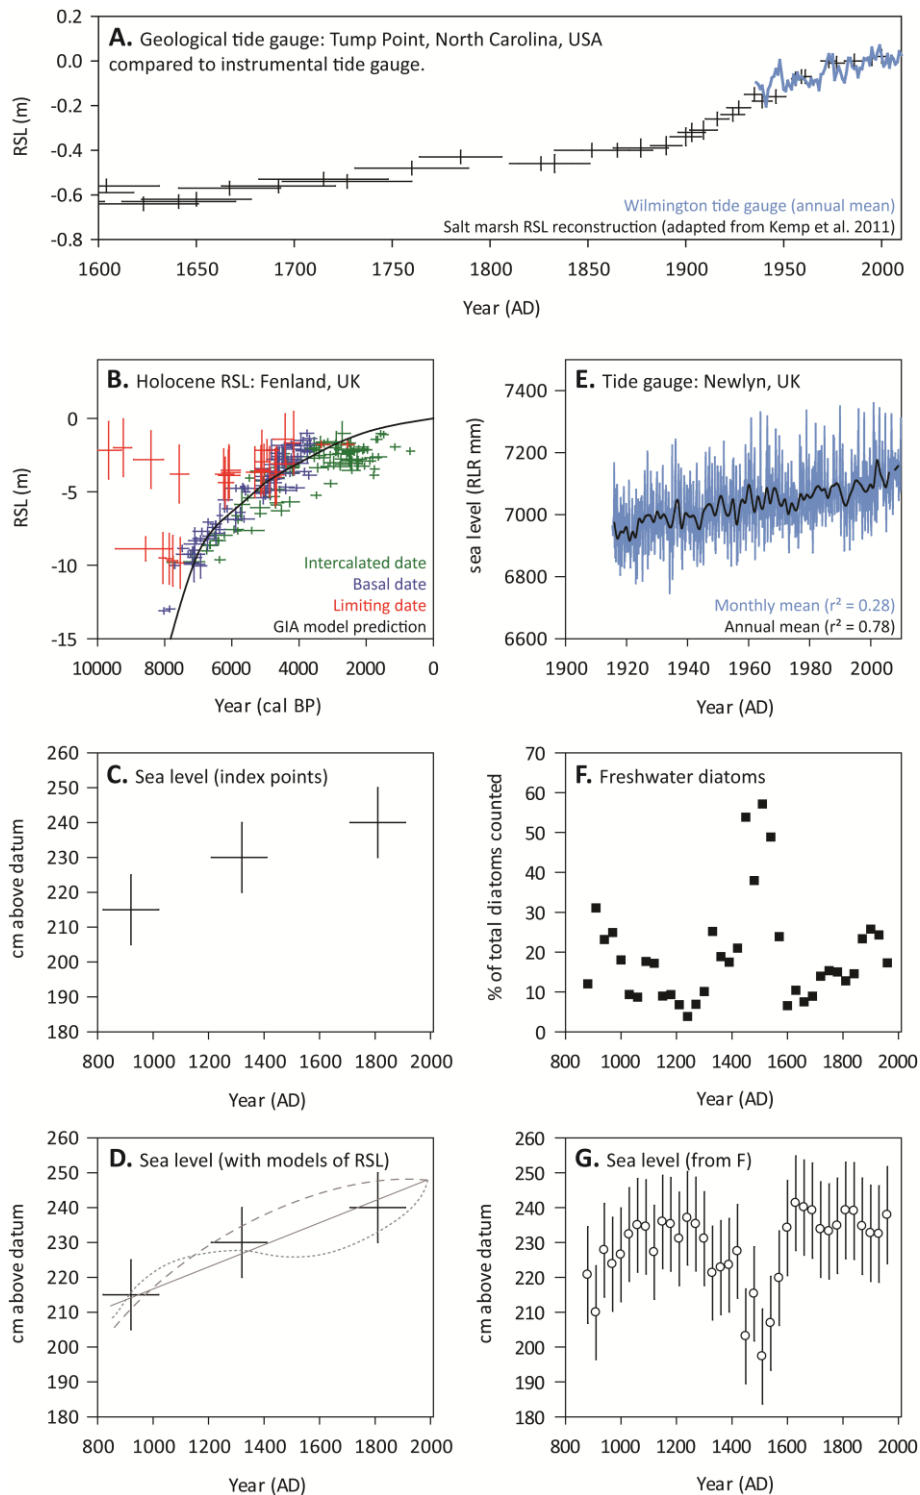 A. Geological tide gauge: Tump Point, North Carolina, USA
compared to instrumental tide gauge.
0.2
0.0
-0.2
-0.4
-0.6
-0.8
RSL (m)
Wilmington tide gauge (annual mean)
Salt marsh RSL reconstruction (adapted from Kemp et al. 2011)
1600 1650 1700 1750 1800 1850 1900 1950 2000
Year (AD)
B. Holocene RSL: Fenland, UK
0
-5
-10
-15
RSL (m)
Intercalated date
Basal date
Limiting date
GIA model prediction
10000 8000 6000 4000 2000 0
Year (cal BP)
E. Tide gauge: Newlyn, UK
7400
7200
7000
6800
6600
sea level (RLR mm)
Monthly mean (r² = 0.28)
Annual mean (r² = 0.78)
1900 1920 1940 1960 1980 2000
Year (AD)
C. Sea level (index points)
260
250
240
230
220
210
200
190
180
cm above datum
800 1000 1200 1400 1600 1800 2000
Year (AD)
F. Freshwater diatoms
70
60
50
40
30
20
10
0
% of total diatoms counted
800 1000 1200 1400 1600 1800 2000
Year (AD)
D. Sea level (with models of RSL)
260
250
240
230
220
210
200
190
180
cm above datum
800 1000 1200 1400 1600 1800 2000
Year (AD)
G. Sea level (from F)
260
250
240
230
220
210
200
190
180
cm above datum
800 1000 1200 1400 1600 1800 2000
Year (AD)